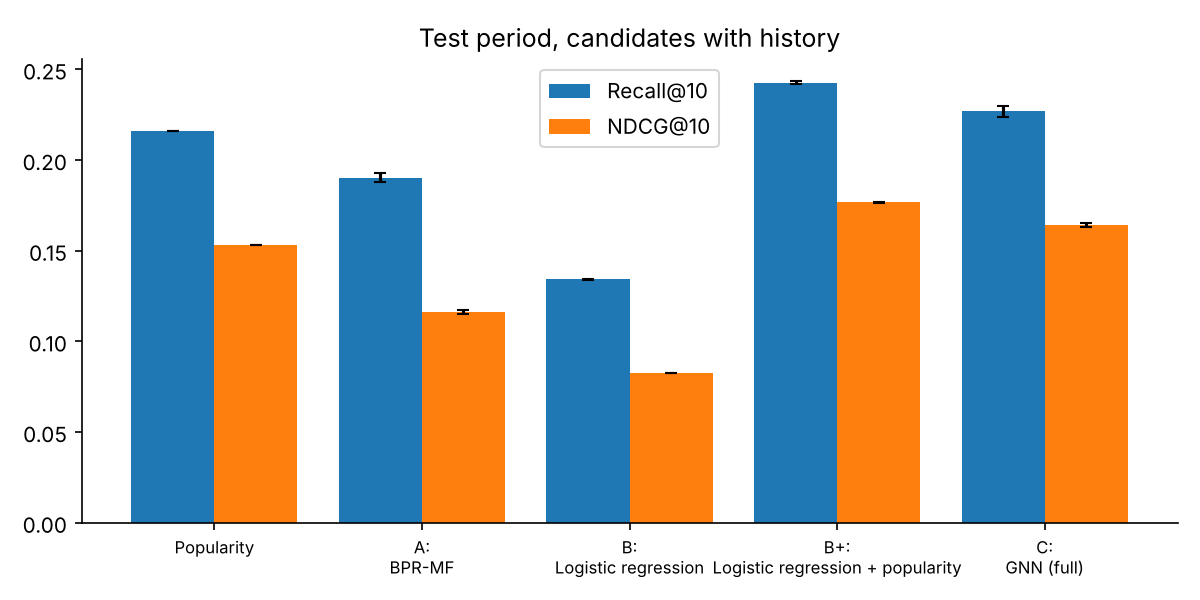 Test period, candidates with history
Recall@10
NDCG@10
0.25
0.20
0.15
0.10
0.05
0.00
Popularity
A:
BPR-MF
B:
Logistic regression
B+:
Logistic regression + popularity
C:
GNN (full)